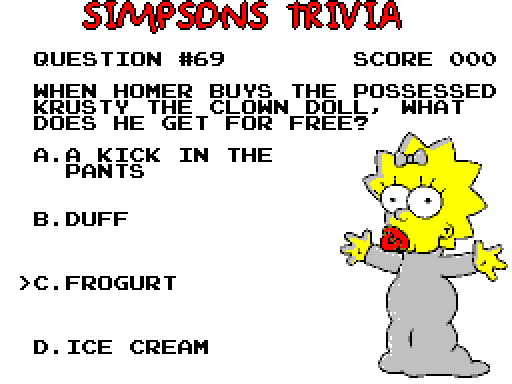 SIMPSONS TRIVIA
QUESTION #69 SCORE 000
WHEN HOMER BUYS THE POSSESSED
KRUSTY THE CLOWN DOLL, WHAT
DOES HE GET FOR FREE?
A.A KICK IN THE
PANTS
B.DUFF
>C.FROGURT
D.ICE CREAM